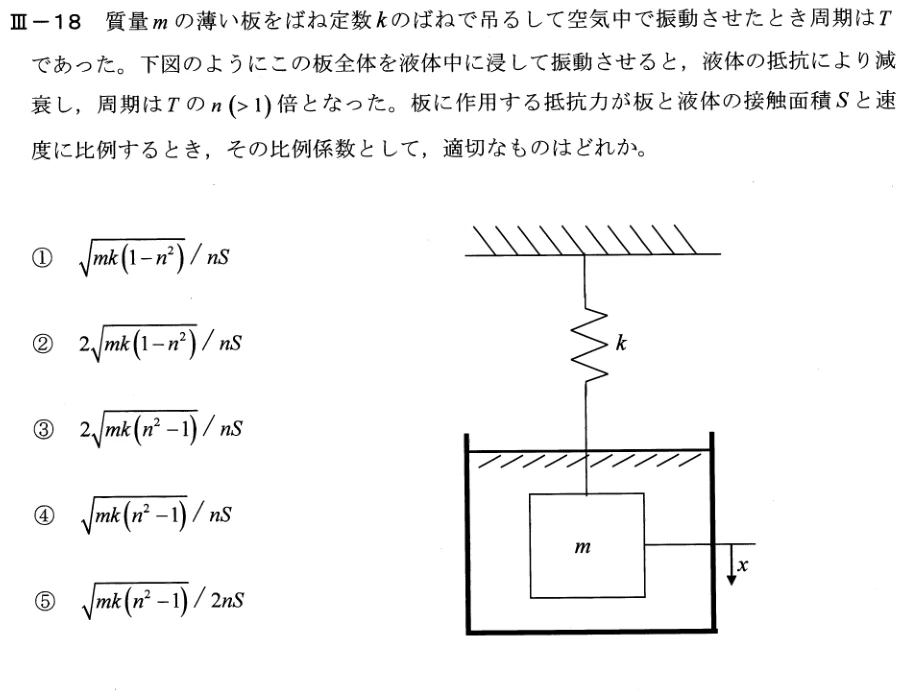 Ⅲ－18 質量 m の薄い板をばね定数 k のばねで吊るして空気中で振動させたとき周期は T
であった。下図のようにこの板全体を液体中に浸して振動させると，液体の抵抗により減
衰し，周期は T の n (> 1) 倍となった。板に作用する抵抗力が板と液体の接触面積 S と速
度に比例するとき，その比例係数として，適切なものはどれか。
① √(mk(1−n²)) / nS
② 2√(mk(1−n²)) / nS
③ 2√(mk(n²−1)) / nS
④ √(mk(n²−1)) / nS
⑤ √(mk(n²−1)) / 2nS
k
m
x